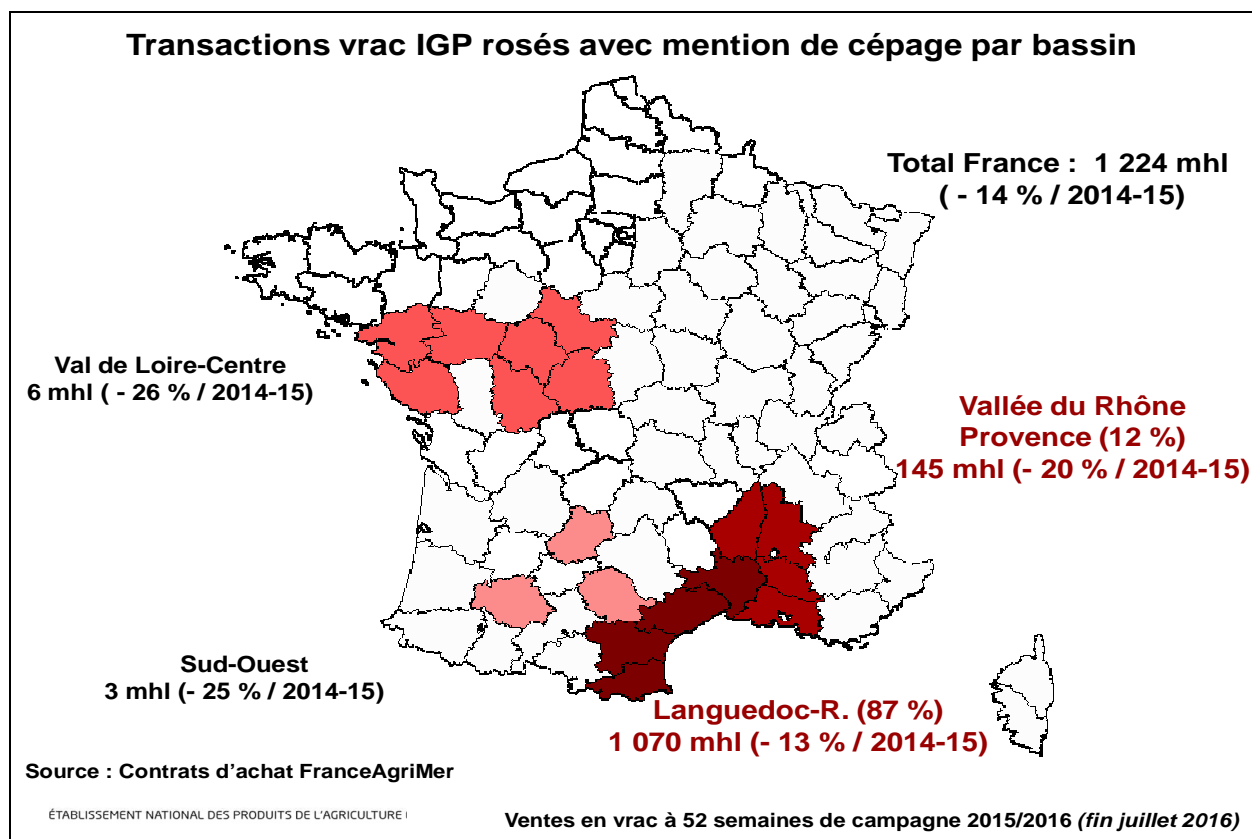 Transactions vrac IGP rosés avec mention de cépage par bassin
Total France :  1 224 mhl
( - 14 % / 2014-15)
Val de Loire-Centre
6 mhl ( - 26 % / 2014-15)
Vallée du Rhône
Provence (12 %)
145 mhl (- 20 % / 2014-15)
Sud-Ouest
3 mhl (- 25 % / 2014-15)
Languedoc-R. (87 %)
1 070 mhl (- 13 % / 2014-15)
Source : Contrats d’achat FranceAgriMer
ÉTABLISSEMENT NATIONAL DES PRODUITS DE L’AGRICULTURE
Ventes en vrac à 52 semaines de campagne 2015/2016 (fin juillet 2016)